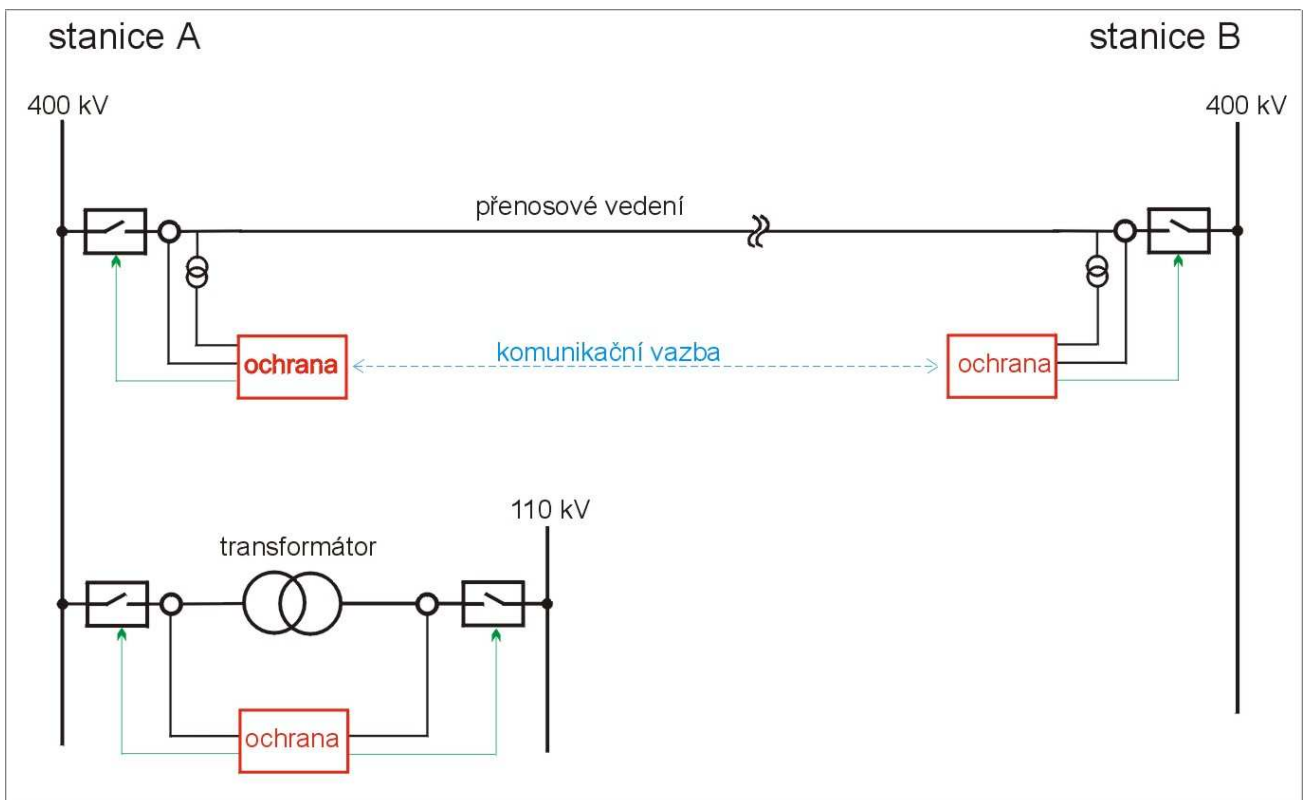 stanice A
stanice B
400 kV
400 kV
přenosové vedení
ochrana
komunikační vazba
ochrana
110 kV
transformátor
ochrana